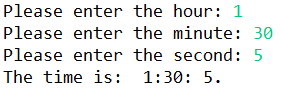 Please enter the hour: 1
Please enter the minute: 30
Please enter the second: 5
The time is:  1:30: 5.